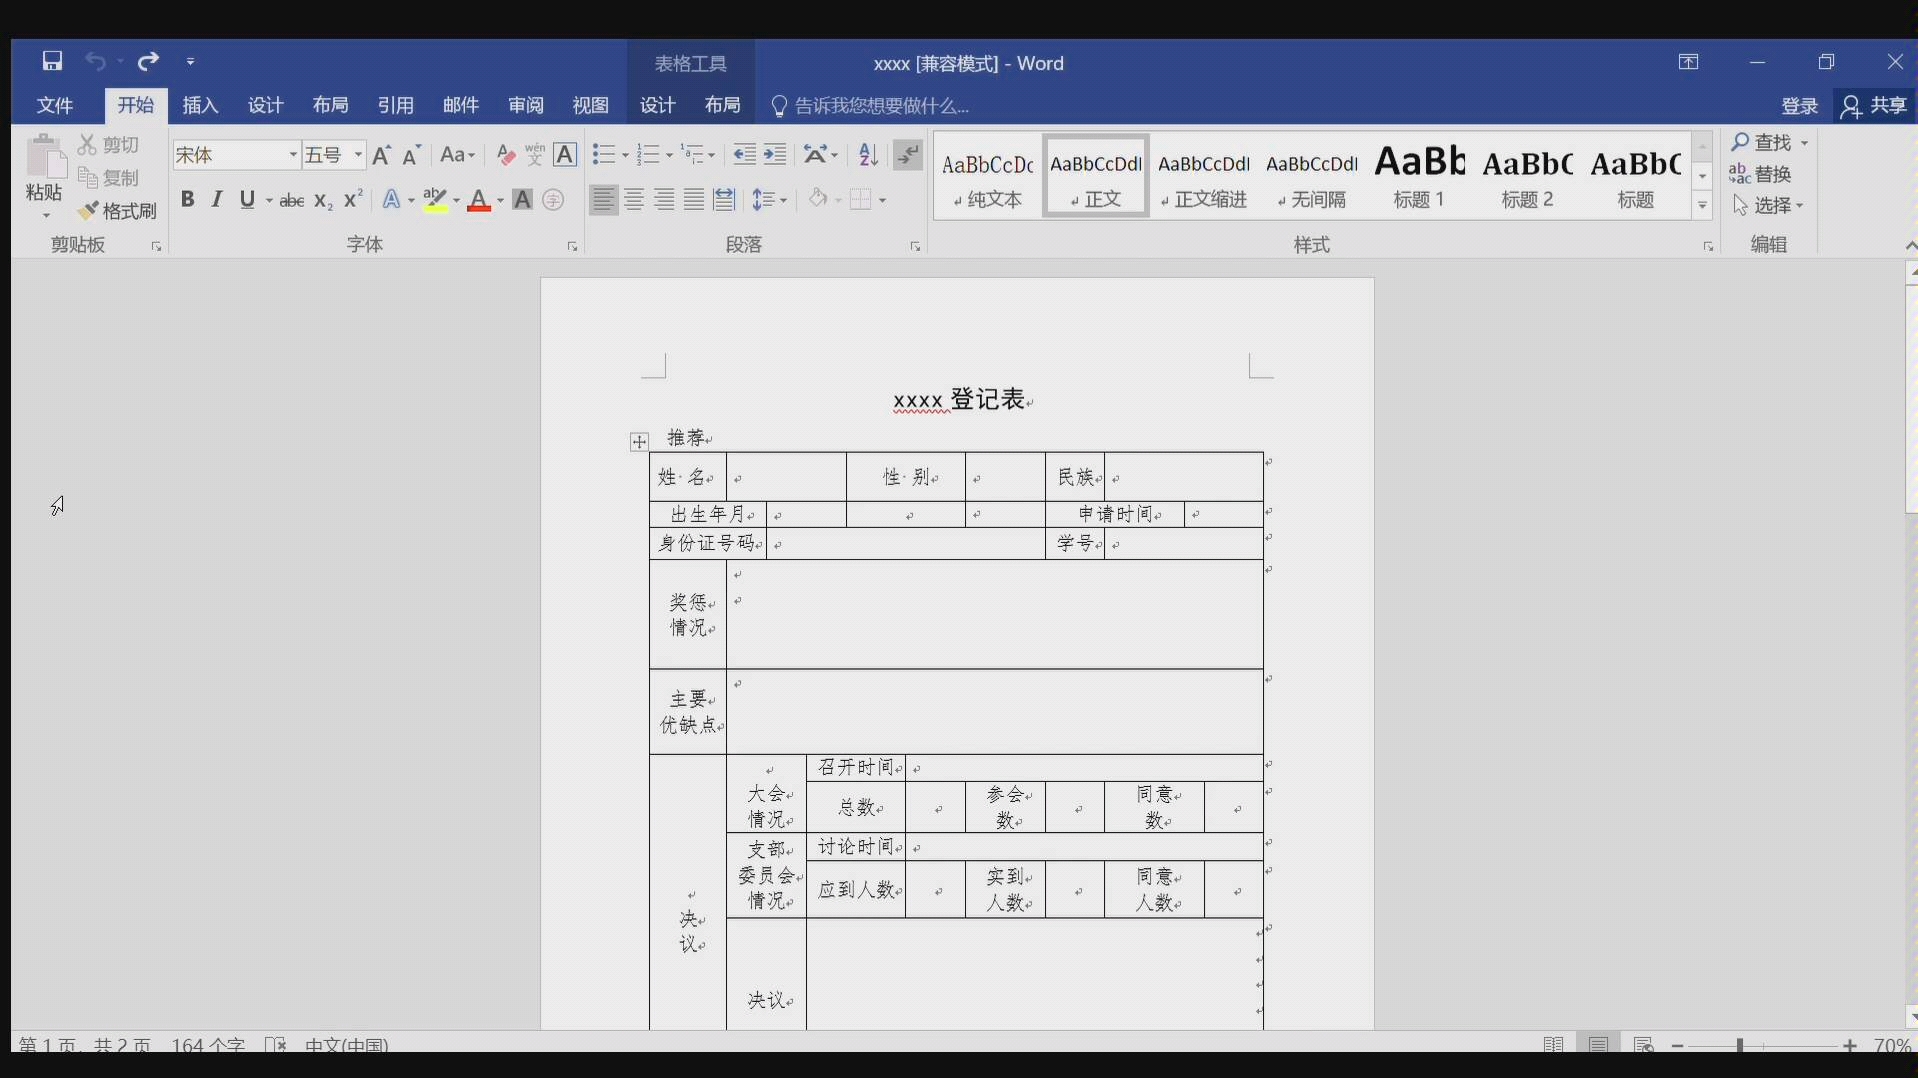 表格工具
xxxx [兼容模式] - Word
文件 开始 插入 设计 布局 引用 邮件 审阅 视图 设计 布局 告诉我您想要做什么... 登录 共享
粘贴 剪切
复制
格式刷
宋体 五号 Aa wén 文 A
B I U abc X₂ X² A ab A A 字
AaBbCcDc AaBbCcDdI AaBbCcDdI AaBbCcDdI AaBb AaBbC AaBbC
纯文本 正文 正文缩进 无间隔 标题 1 标题 2 标题
查找
替换
选择
剪贴板 字体 段落 样式 编辑
xxxx 登记表
推荐
姓 名 性 别 民族
出生年月 申请时间
身份证号码 学号
奖惩
情况
主要
优缺点
决
议
大会
情况
召开时间
总数 参会
数 同意
数
支部
委员会
情况
讨论时间
应到人数 实到
人数 同意
人数
决议
第 1 页，共 2 页 164 个字 中文(中国) 70%